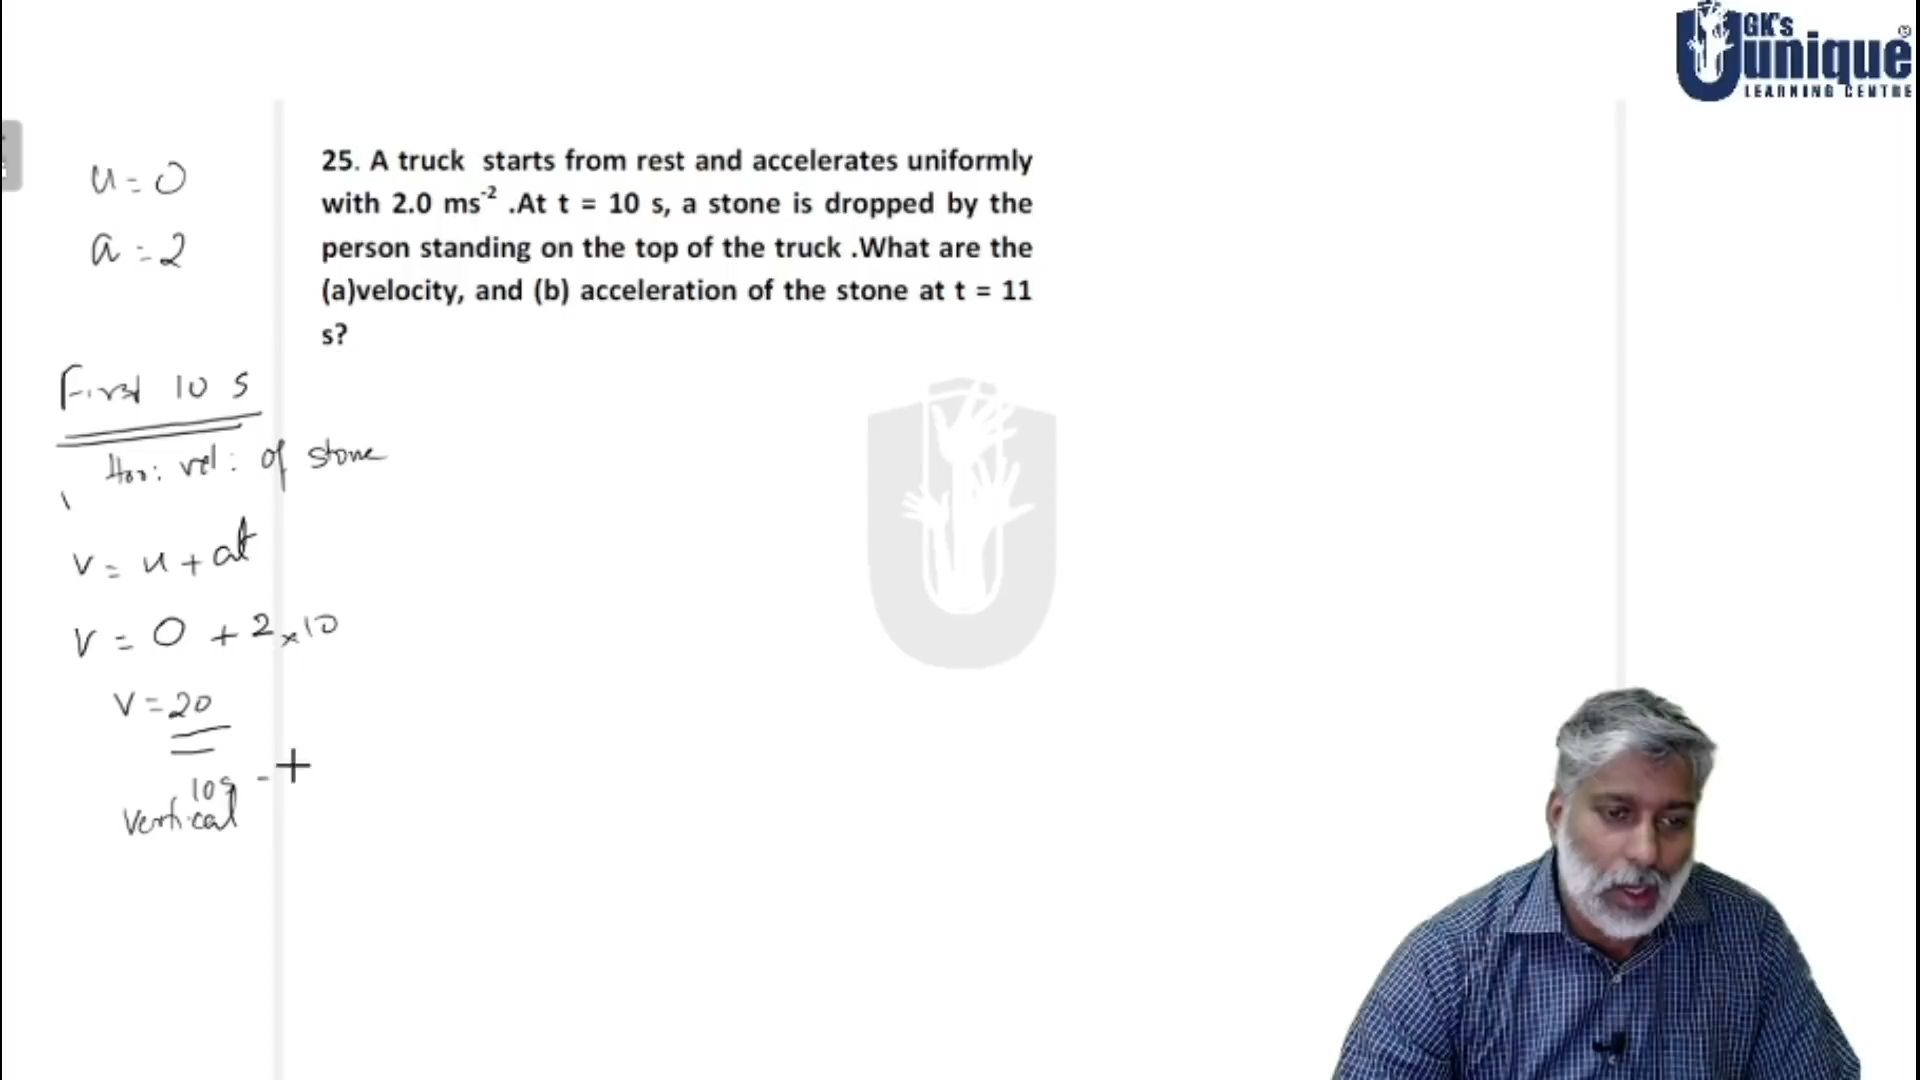 GK's
unique
LEARNING CENTRE
u = 0
a = 2
25. A truck starts from rest and accelerates uniformly
with 2.0 ms⁻² .At t = 10 s, a stone is dropped by the
person standing on the top of the truck .What are the
(a)velocity, and (b) acceleration of the stone at t = 11
s?
First 10 s
Hor: vel: of stone
v = u + at
v = 0 + 2 × 10
v = 20
10s -
vertical